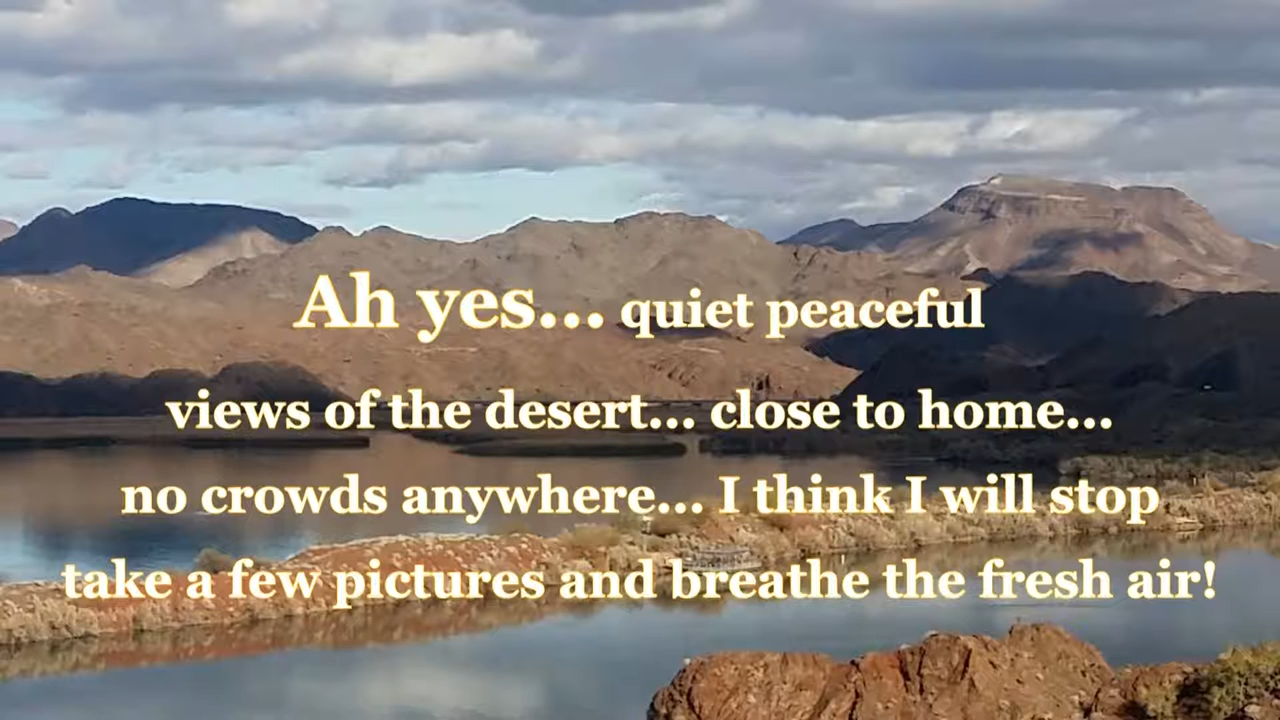 Ah yes... quiet peaceful
views of the desert... close to home...
no crowds anywhere... I think I will stop
take a few pictures and breathe the fresh air!